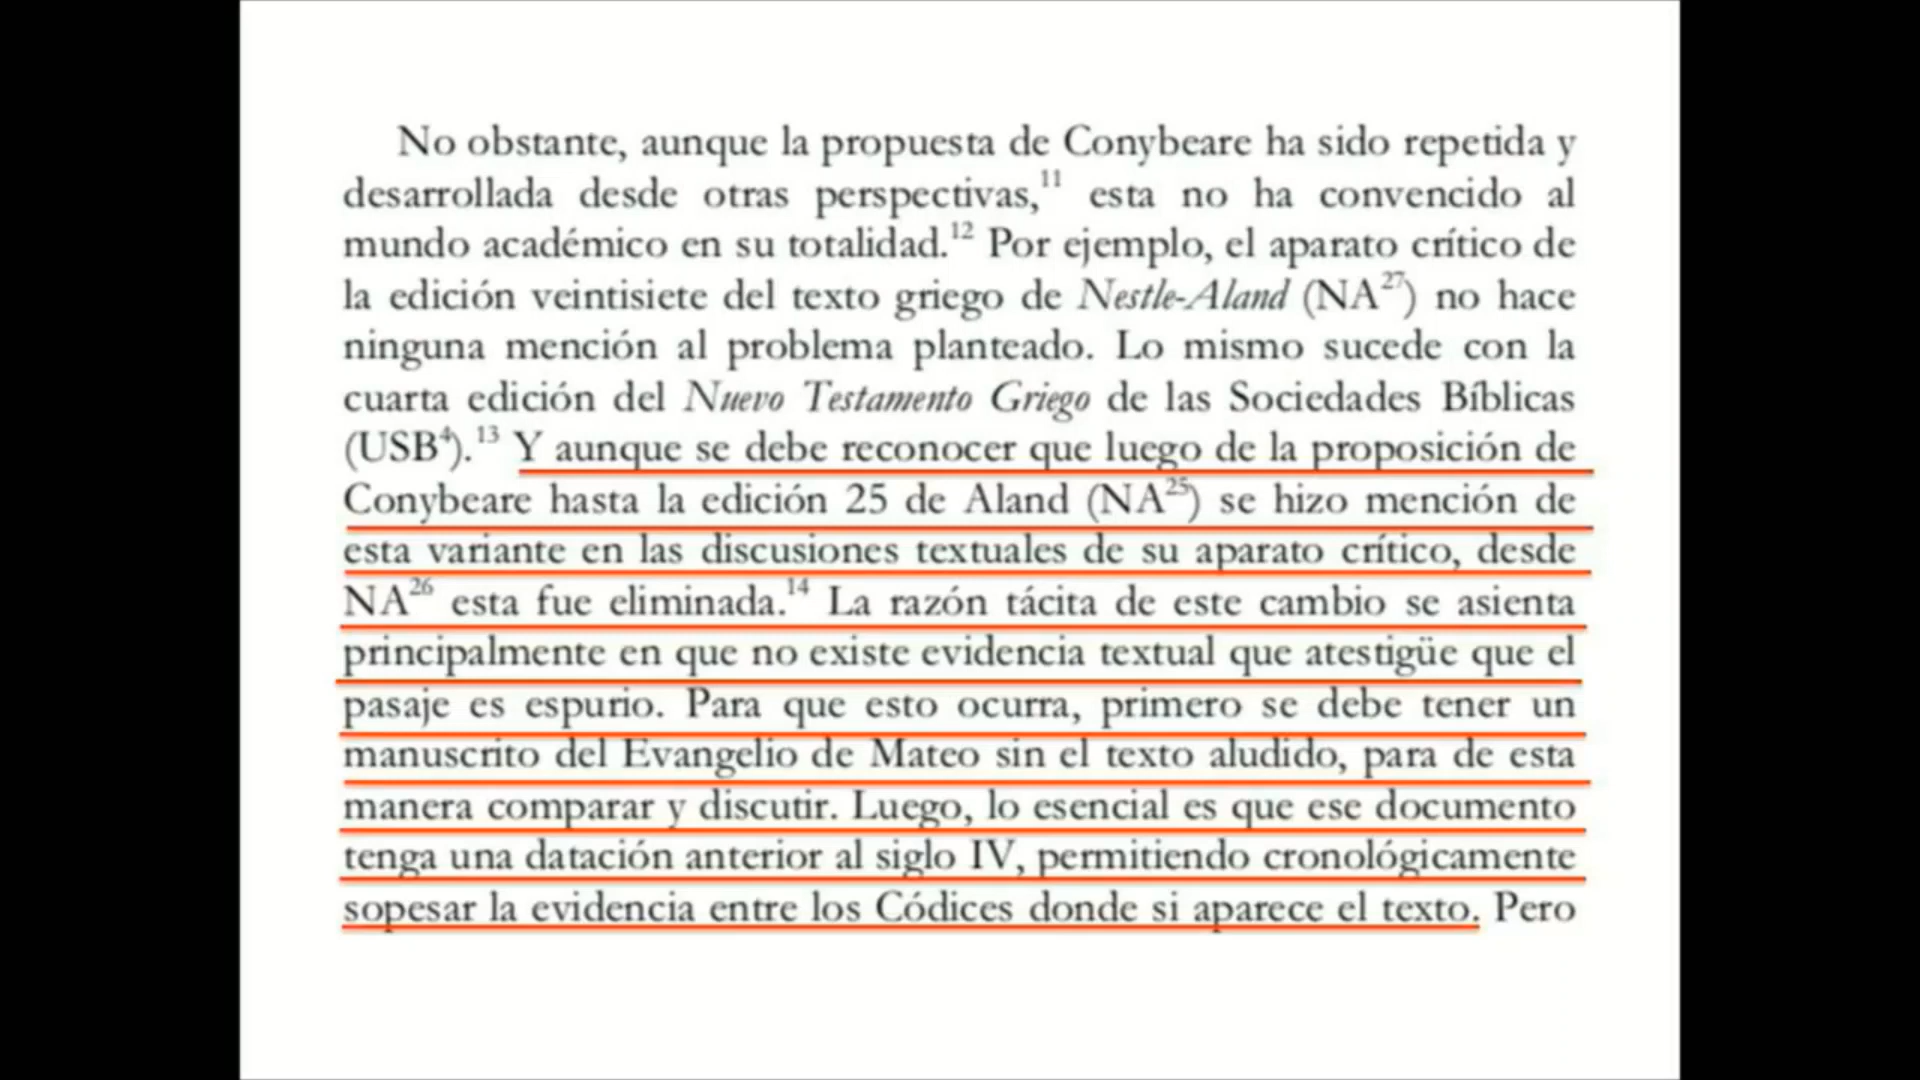 No obstante, aunque la propuesta de Conybeare ha sido repetida y
desarrollada desde otras perspectivas,11 esta no ha convencido al
mundo académico en su totalidad.12 Por ejemplo, el aparato crítico de
la edición veintisiete del texto griego de Nestle-Aland (NA27) no hace
ninguna mención al problema planteado. Lo mismo sucede con la
cuarta edición del Nuevo Testamento Griego de las Sociedades Bíblicas
(USB4).13 Y aunque se debe reconocer que luego de la proposición de
Conybeare hasta la edición 25 de Aland (NA25) se hizo mención de
esta variante en las discusiones textuales de su aparato crítico, desde
NA26 esta fue eliminada.14 La razón tácita de este cambio se asienta
principalmente en que no existe evidencia textual que atestigüe que el
pasaje es espurio. Para que esto ocurra, primero se debe tener un
manuscrito del Evangelio de Mateo sin el texto aludido, para de esta
manera comparar y discutir. Luego, lo esencial es que ese documento
tenga una datación anterior al siglo IV, permitiendo cronológicamente
sopesar la evidencia entre los Códices donde si aparece el texto. Pero